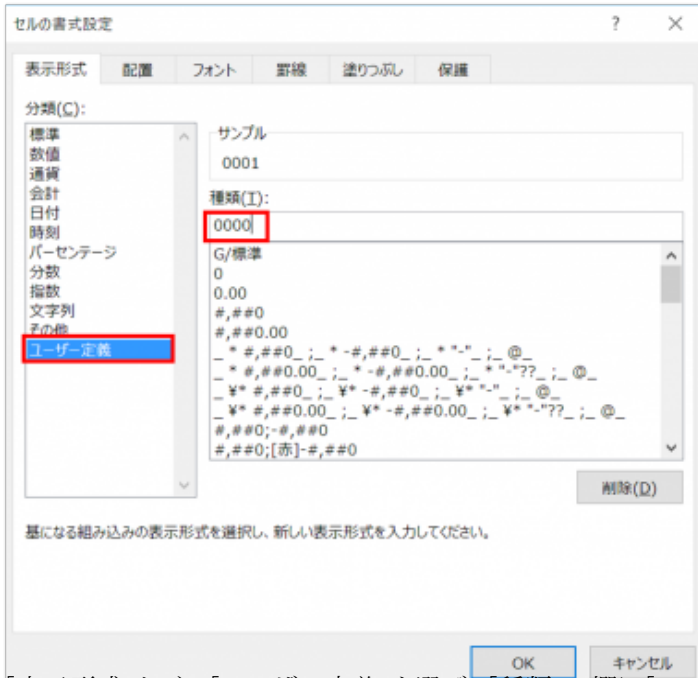 セルの書式設定 ? ×
表示形式 配置 フォント 罫線 塗りつぶし 保護
分類(C):
標準
数値
通貨
会計
日付
時刻
パーセンテージ
分数
指数
文字列
その他
ユーザー定義
サンプル
0001
種類(T):
0000
G/標準
0
0.00
#,##0
#,##0.00
_ * #,##0_ ;_ * -#,##0_ ;_ * "-"_ ;_ @_
_ * #,##0.00_ ;_ * -#,##0.00_ ;_ * "-"??_ ;_ @_
_ ¥* #,##0_ ;_ ¥* -#,##0_ ;_ ¥* "-"_ ;_ @_
_ ¥* #,##0.00_ ;_ ¥* -#,##0.00_ ;_ ¥* "-"??_ ;_ @_
#,##0;-#,##0
#,##0;[赤]-#,##0
削除(D)
基になる組み込みの表示形式を選択し、新しい表示形式を入力してください。
OK キャンセル